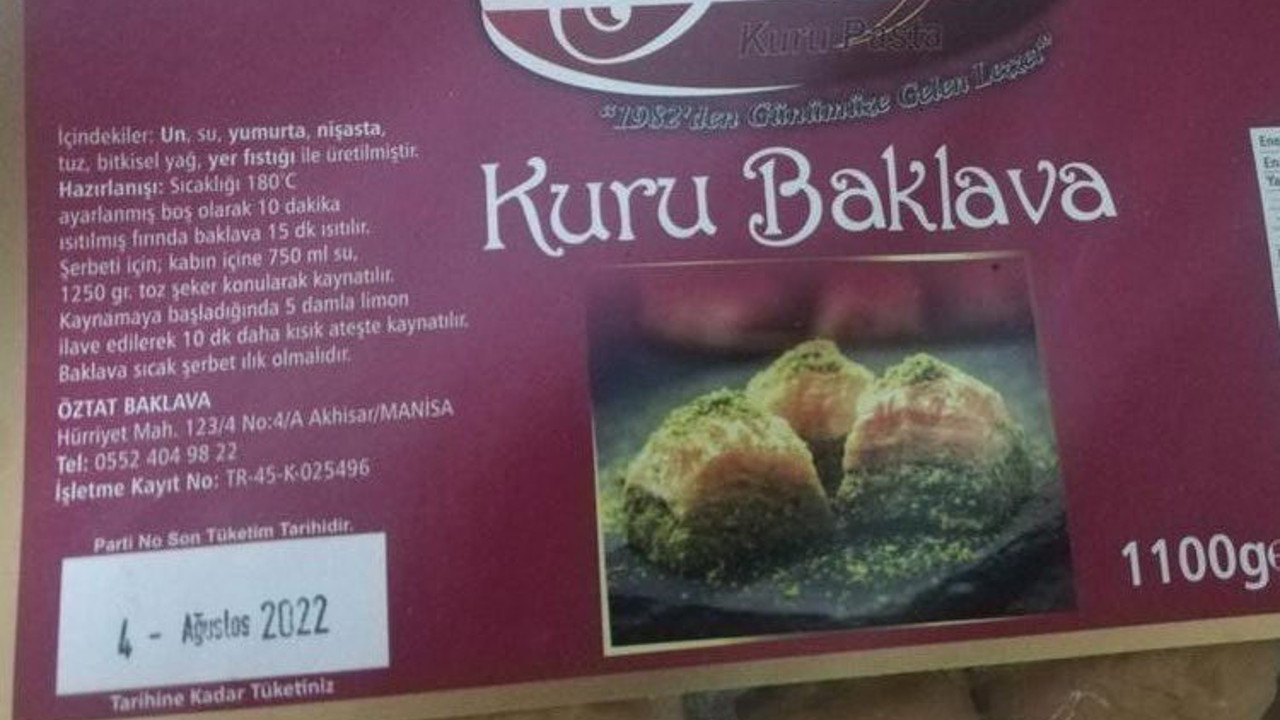 Kuru Pasta
"1982'den Günümüze Gelen Lezzet"
Kuru Baklava
İçindekiler: Un, su, yumurta, nişasta,
tuz, bitkisel yağ, yer fıstığı ile üretilmiştir.
Hazırlanışı: Sıcaklığı 180°C
ayarlanmış boş olarak 10 dakika
ısıtılmış fırında baklava 15 dk ısıtılır.
Şerbeti için; kabın içine 750 ml su,
1250 gr. toz şeker konularak kaynatılır.
Kaynamaya başladığında 5 damla limon
ilave edilerek 10 dk daha kısık ateşte kaynatılır.
Baklava sıcak şerbet ılık olmalıdır.
ÖZTAT BAKLAVA
Hürriyet Mah. 123/4 No:4/A Akhisar/MANİSA
Tel: 0552 404 98 22
İşletme Kayıt No: TR-45-K-025496
Parti No Son Tüketim Tarihidir.
4 - Ağustos 2022
Tarihine Kadar Tüketiniz
1100g